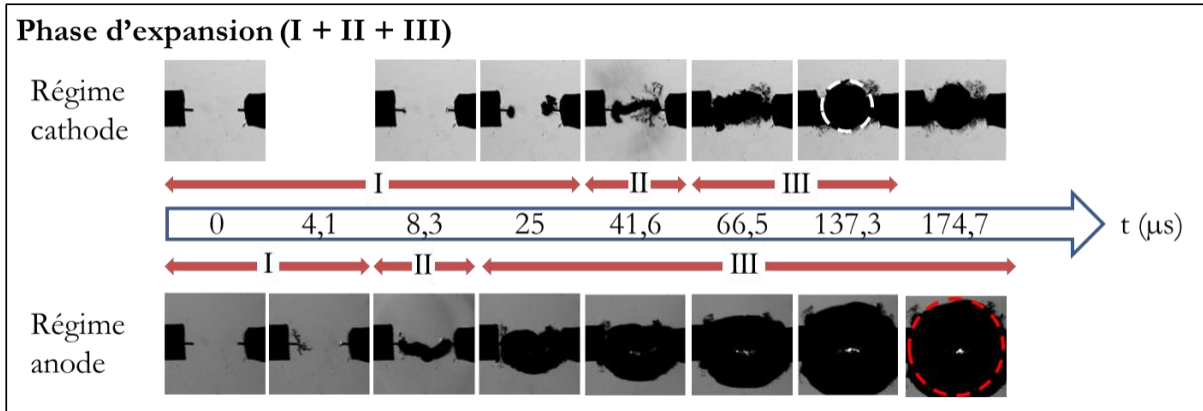 Phase d'expansion (I + II + III)
Régime
cathode
I II III
0 4,1 8,3 25 41,6 66,5 137,3 174,7 t (µs)
I II III
Régime
anode